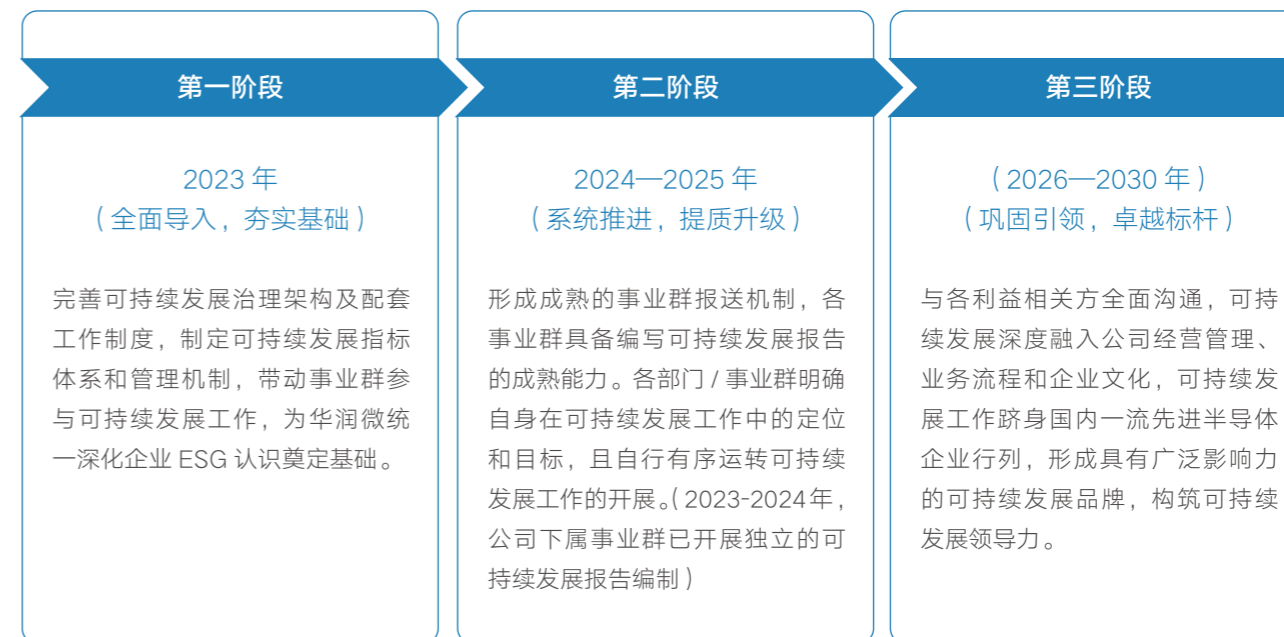 第一阶段
2023 年
（全面导入，夯实基础）
完善可持续发展治理架构及配套
工作制度，制定可持续发展指标
体系和管理机制，带动事业群参
与可持续发展工作，为华润微统
一深化企业 ESG 认识奠定基础。
第二阶段
2024—2025 年
（系统推进，提质升级）
形成成熟的事业群报送机制，各
事业群具备编写可持续发展报告
的成熟能力。各部门 / 事业群明确
自身在可持续发展工作中的定位
和目标，且自行有序运转可持续
发展工作的开展。（2023-2024年，
公司下属事业群已开展独立的可
持续发展报告编制）
第三阶段
（2026—2030 年）
（巩固引领，卓越标杆）
与各利益相关方全面沟通，可持
续发展深度融入公司经营管理、
业务流程和企业文化，可持续发
展工作跻身国内一流先进半导体
企业行列，形成具有广泛影响力
的可持续发展品牌，构筑可持续
发展领导力。